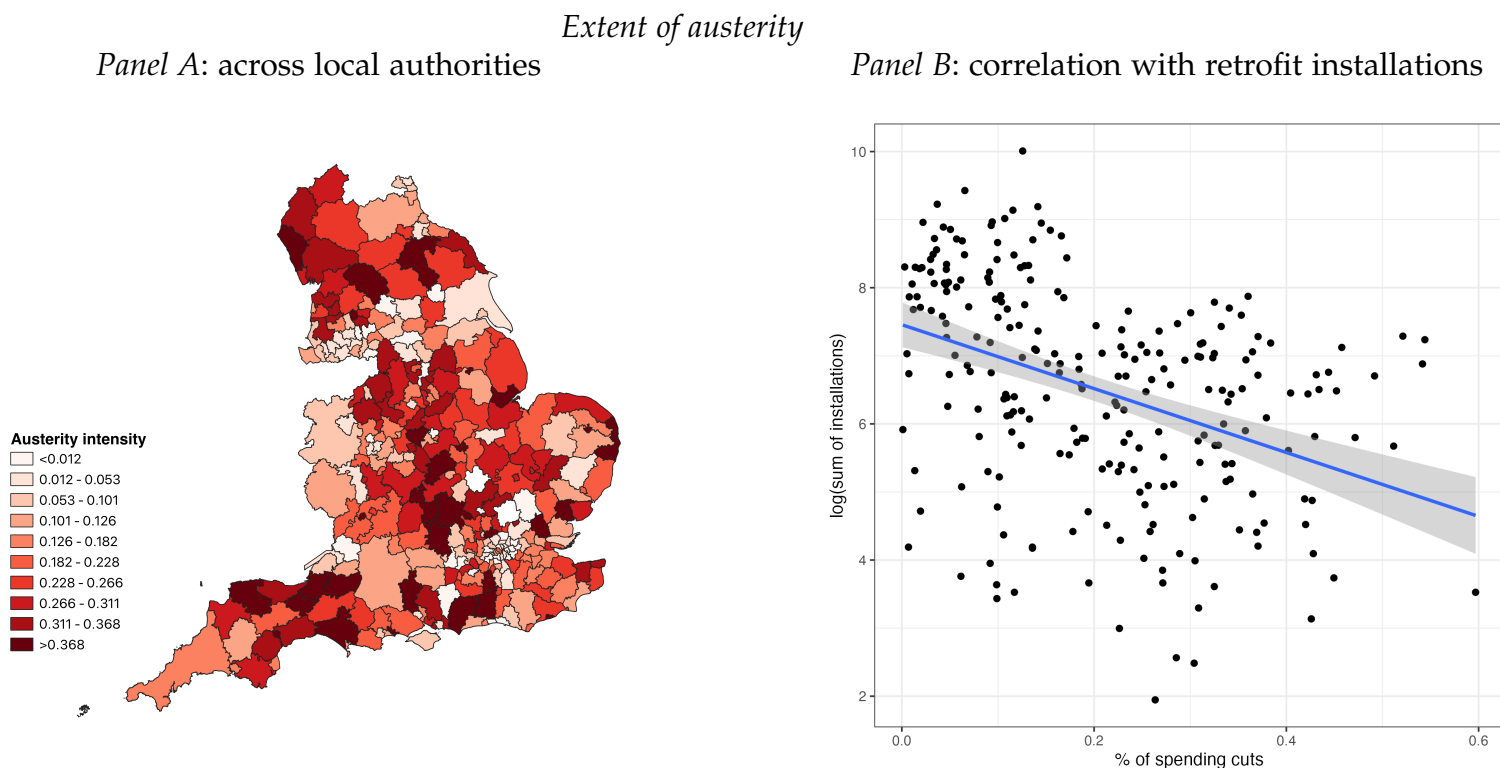 Extent of austerity
Panel A: across local authorities
Panel B: correlation with retrofit installations
Austerity intensity
<0.012
0.012 - 0.053
0.053 - 0.101
0.101 - 0.126
0.126 - 0.182
0.182 - 0.228
0.228 - 0.266
0.266 - 0.311
0.311 - 0.368
>0.368
log(sum of installations)
10
8
6
4
2
0.0 0.2 0.4 0.6
% of spending cuts